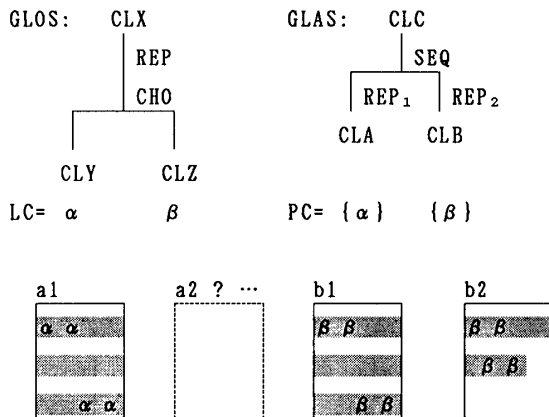 GLOS: CLX GLAS: CLC
REP SEQ
CHO REP₁ REP₂
CLA CLB
CLY CLZ
LC= α β PC= {α} {β}
a1 a2 ? ··· b1 b2
α α β β β β
β β
α α β β